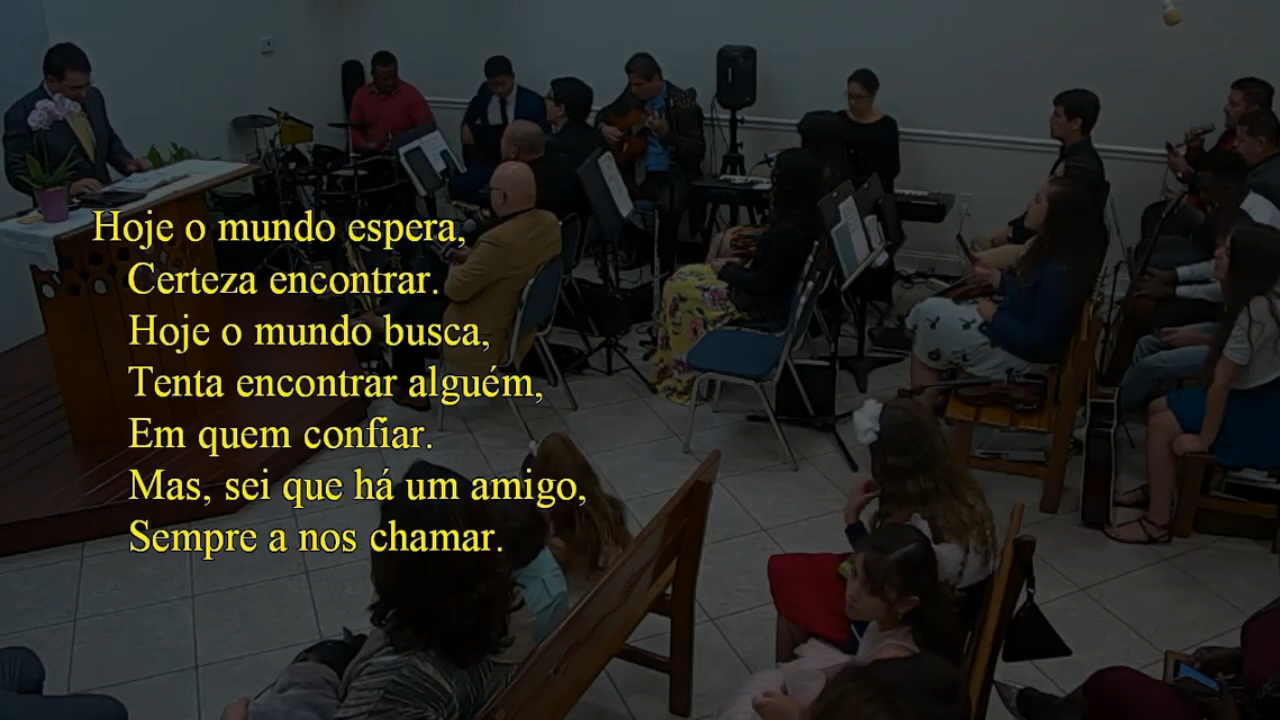 Hoje o mundo espera,
Certeza encontrar.
Hoje o mundo busca,
Tenta encontrar alguém,
Em quem confiar.
Mas, sei que há um amigo,
Sempre a nos chamar.